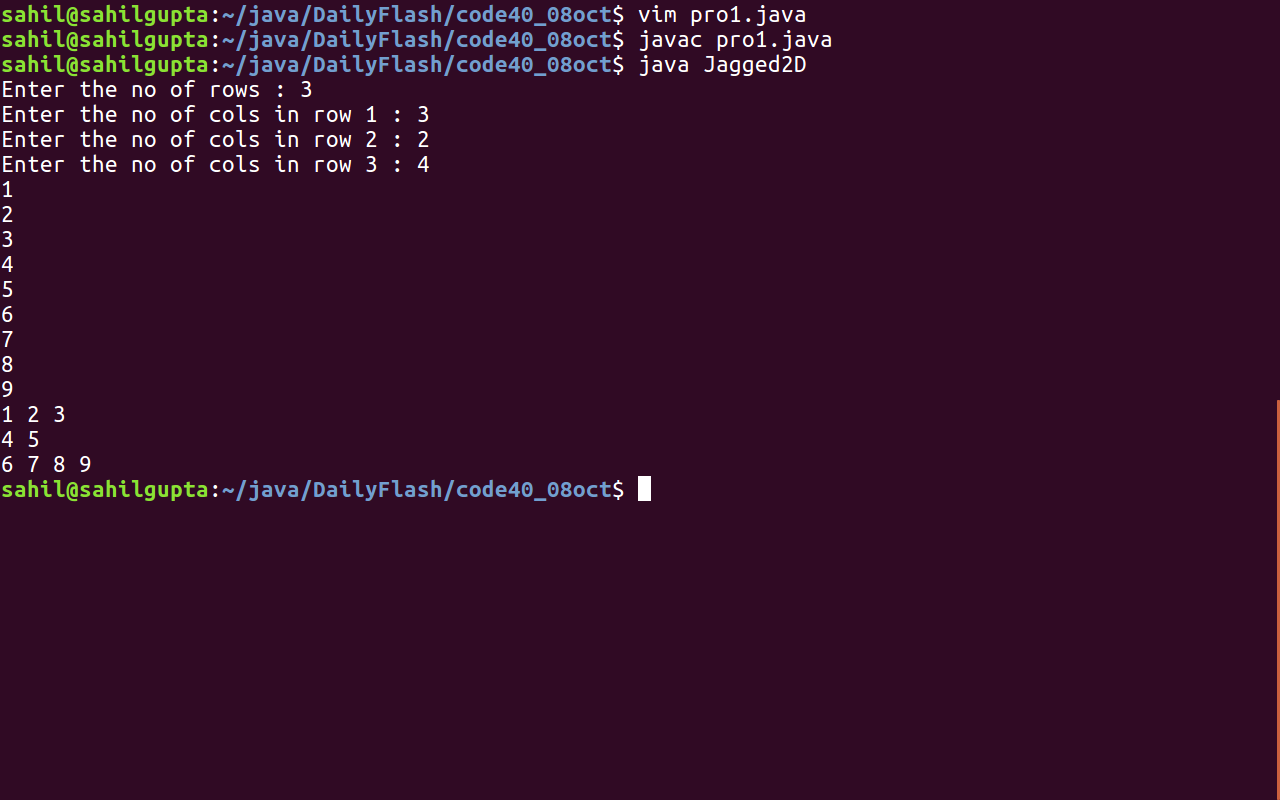 sahil@sahilgupta:~/java/DailyFlash/code40_08oct$ vim pro1.java
sahil@sahilgupta:~/java/DailyFlash/code40_08oct$ javac pro1.java
sahil@sahilgupta:~/java/DailyFlash/code40_08oct$ java Jagged2D
Enter the no of rows : 3
Enter the no of cols in row 1 : 3
Enter the no of cols in row 2 : 2
Enter the no of cols in row 3 : 4
1
2
3
4
5
6
7
8
9
1 2 3
4 5
6 7 8 9
sahil@sahilgupta:~/java/DailyFlash/code40_08oct$